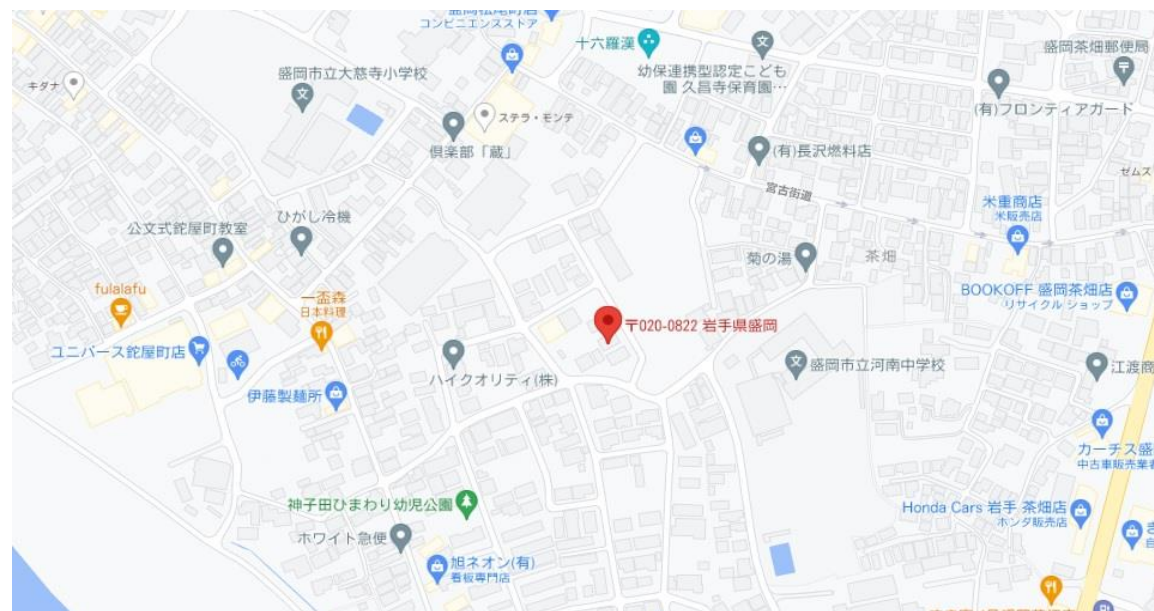 盛岡松尾町店
コンビニエンスストア
十六羅漢
盛岡茶畑郵便局
盛岡市立大慈寺小学校
幼保連携型認定こども
園 久昌寺保育園…
キダナ
(有)フロンティアガード
ステラ・モンテ
倶楽部「蔵」
(有)長沢燃料店
ゼムス
宮古街道
米重商店
米販売店
ひがし冷機
公文式鉈屋町教室
菊の湯
茶畑
fulalafu
一盃森
日本料理
BOOKOFF 盛岡茶畑店
リサイクル ショップ
〒020-0822 岩手県盛岡
ユニバース鉈屋町店
ハイクオリティ(株)
盛岡市立河南中学校
江渡商
伊藤製麺所
カーチス盛
中古車販売業者
神子田ひまわり幼児公園
Honda Cars 岩手 茶畑店
ホンダ販売店
ホワイト急便
き
自
旭ネオン(有)
看板専門店